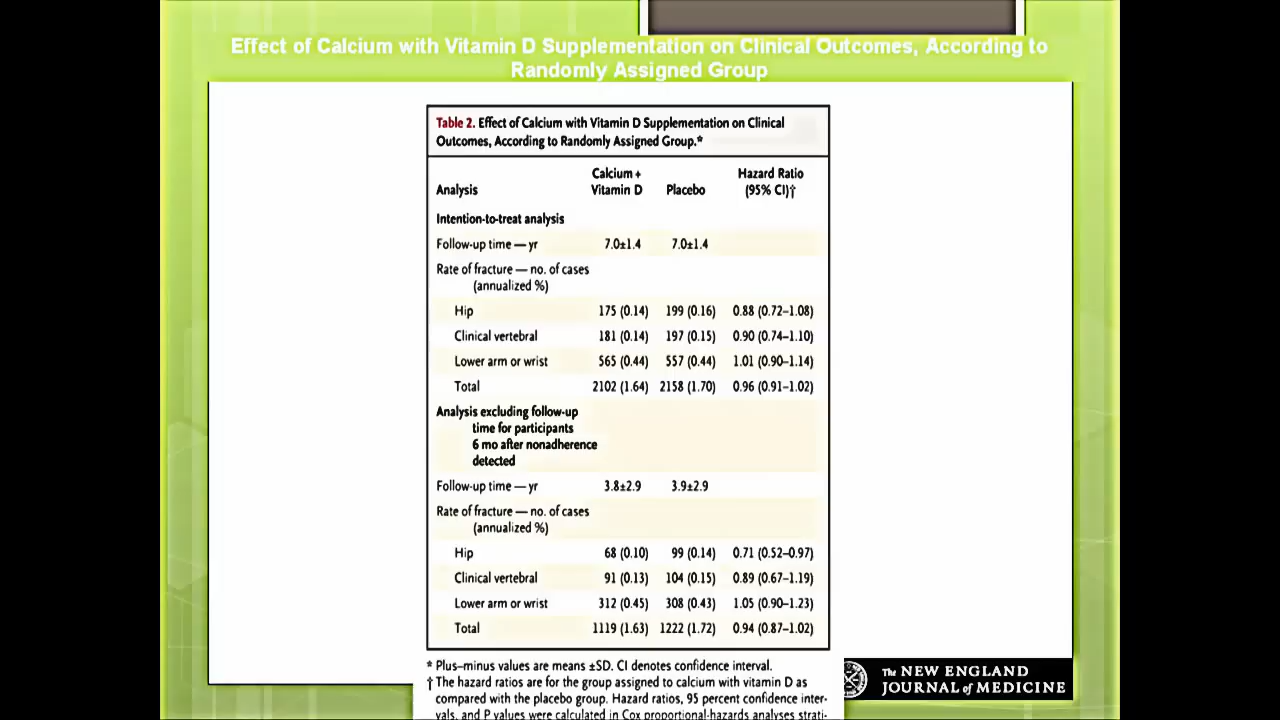 Effect of Calcium with Vitamin D Supplementation on Clinical Outcomes, According to
Randomly Assigned Group
Table 2. Effect of Calcium with Vitamin D Supplementation on Clinical
Outcomes, According to Randomly Assigned Group.*
Analysis Calcium + Vitamin D Placebo Hazard Ratio (95% CI)†
Intention-to-treat analysis
Follow-up time — yr 7.0±1.4 7.0±1.4
Rate of fracture — no. of cases
(annualized %)
Hip 175 (0.14) 199 (0.16) 0.88 (0.72–1.08)
Clinical vertebral 181 (0.14) 197 (0.15) 0.90 (0.74–1.10)
Lower arm or wrist 565 (0.44) 557 (0.44) 1.01 (0.90–1.14)
Total 2102 (1.64) 2158 (1.70) 0.96 (0.91–1.02)
Analysis excluding follow-up
time for participants
6 mo after nonadherence
detected
Follow-up time — yr 3.8±2.9 3.9±2.9
Rate of fracture — no. of cases
(annualized %)
Hip 68 (0.10) 99 (0.14) 0.71 (0.52–0.97)
Clinical vertebral 91 (0.13) 104 (0.15) 0.89 (0.67–1.19)
Lower arm or wrist 312 (0.45) 308 (0.43) 1.05 (0.90–1.23)
Total 1119 (1.63) 1222 (1.72) 0.94 (0.87–1.02)
* Plus–minus values are means ±SD. CI denotes confidence interval.
† The hazard ratios are for the group assigned to calcium with vitamin D as
compared with the placebo group. Hazard ratios, 95 percent confidence inter-
vals, and P values were calculated in Cox proportional-hazards analyses strati-
The NEW ENGLAND
JOURNAL of MEDICINE